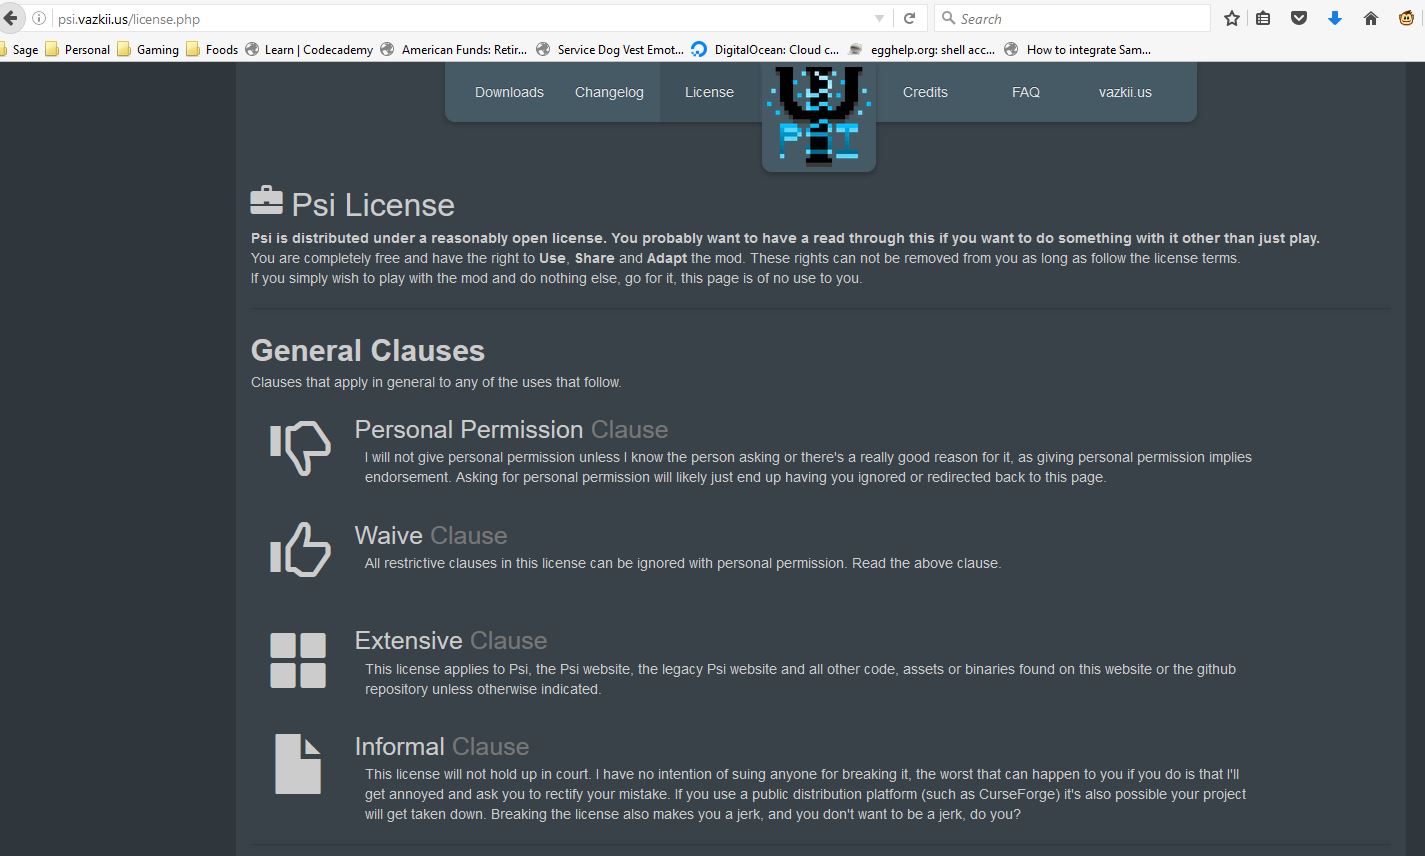 psi.vazkii.us/license.php
Search
Sage Personal Gaming Foods Learn | Codecademy American Funds: Retir... Service Dog Vest Emot... DigitalOcean: Cloud c... egghelp.org: shell acc... How to integrate Sam...
Downloads Changelog License Credits FAQ vazkii.us
PSI
Psi License
Psi is distributed under a reasonably open license. You probably want to have a read through this if you want to do something with it other than just play.
You are completely free and have the right to Use, Share and Adapt the mod. These rights can not be removed from you as long as follow the license terms.
If you simply wish to play with the mod and do nothing else, go for it, this page is of no use to you.
General Clauses
Clauses that apply in general to any of the uses that follow.
Personal Permission Clause
I will not give personal permission unless I know the person asking or there's a really good reason for it, as giving personal permission implies
endorsement. Asking for personal permission will likely just end up having you ignored or redirected back to this page.
Waive Clause
All restrictive clauses in this license can be ignored with personal permission. Read the above clause.
Extensive Clause
This license applies to Psi, the Psi website, the legacy Psi website and all other code, assets or binaries found on this website or the github
repository unless otherwise indicated.
Informal Clause
This license will not hold up in court. I have no intention of suing anyone for breaking it, the worst that can happen to you if you do is that I'll
get annoyed and ask you to rectify your mistake. If you use a public distribution platform (such as CurseForge) it's also possible your project
will get taken down. Breaking the license also makes you a jerk, and you don't want to be a jerk, do you?